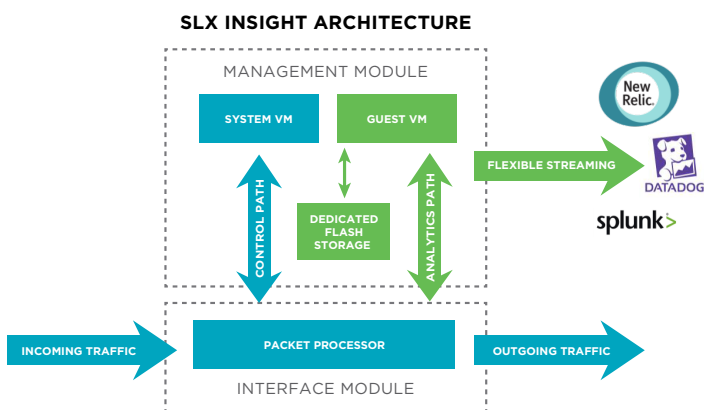 SLX INSIGHT ARCHITECTURE
MANAGEMENT MODULE
SYSTEM VM
GUEST VM
New
Relic.
FLEXIBLE STREAMING
DATADOG
splunk>
CONTROL PATH
DEDICATED
FLASH
STORAGE
ANALYTICS PATH
INCOMING TRAFFIC
PACKET PROCESSOR
OUTGOING TRAFFIC
INTERFACE MODULE